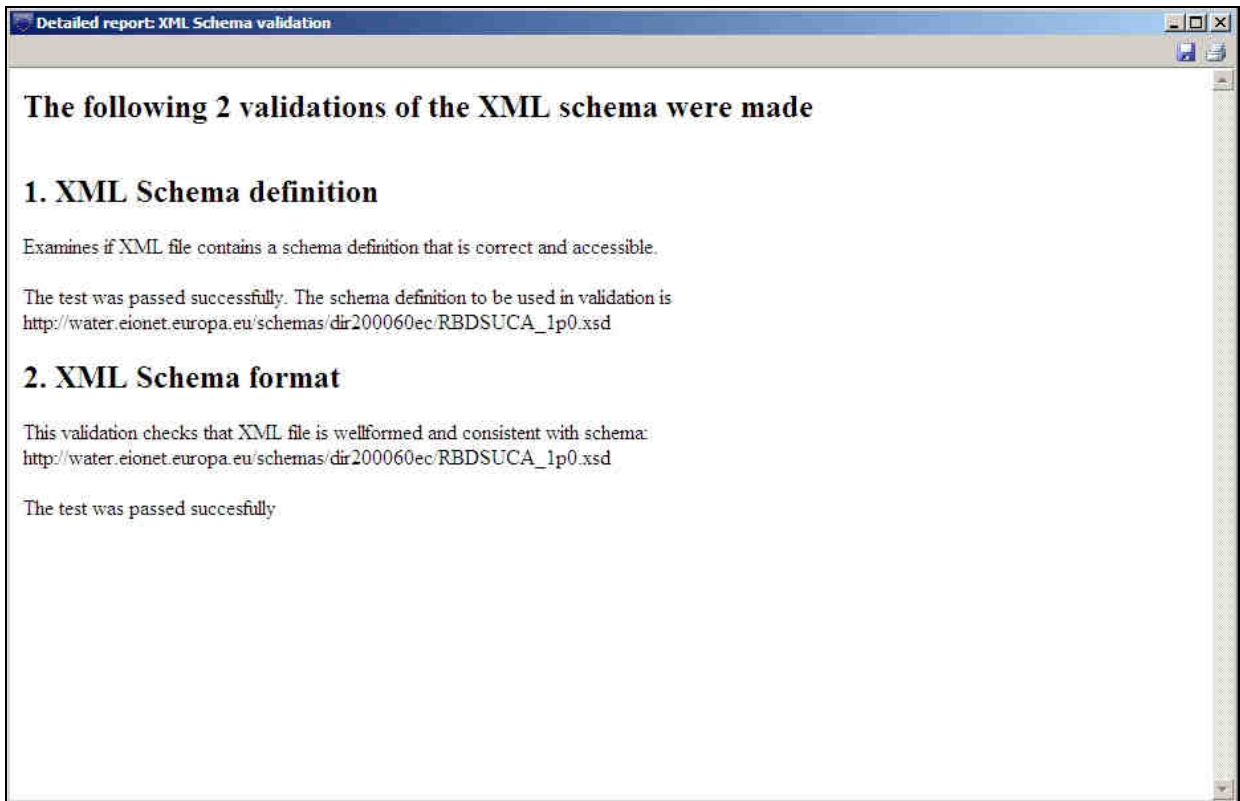 Detailed report: XML Schema validation
The following 2 validations of the XML schema were made
1. XML Schema definition
Examines if XML file contains a schema definition that is correct and accessible.
The test was passed successfully. The schema definition to be used in validation is
http://water.eionet.europa.eu/schemas/dir200060ec/RBDSUCA_1p0.xsd
2. XML Schema format
This validation checks that XML file is wellformed and consistent with schema:
http://water.eionet.europa.eu/schemas/dir200060ec/RBDSUCA_1p0.xsd
The test was passed succesfully